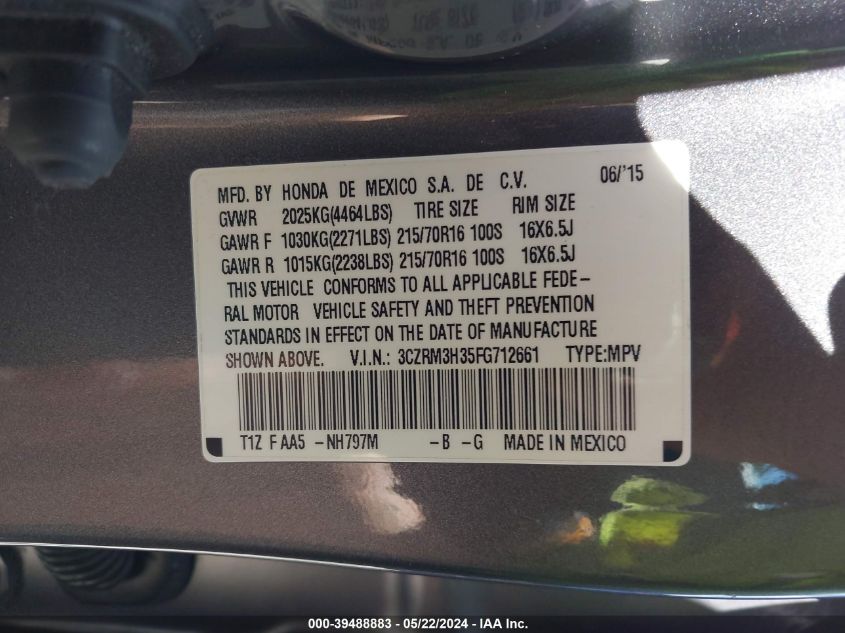 MFD. BY HONDA DE MEXICO S.A. DE C.V. 06/'15
GVWR 2025KG(4464LBS) TIRE SIZE RIM SIZE
GAWR F 1030KG(2271LBS) 215/70R16 100S 16X6.5J
GAWR R 1015KG(2238LBS) 215/70R16 100S 16X6.5J
THIS VEHICLE CONFORMS TO ALL APPLICABLE FEDE-
RAL MOTOR VEHICLE SAFETY AND THEFT PREVENTION
STANDARDS IN EFFECT ON THE DATE OF MANUFACTURE
SHOWN ABOVE. V.I.N.: 3CZRM3H35FG712661 TYPE:MPV
T1Z F AA5 -NH797M -B -G MADE IN MEXICO
000-39488883 - 05/22/2024 - IAA Inc.